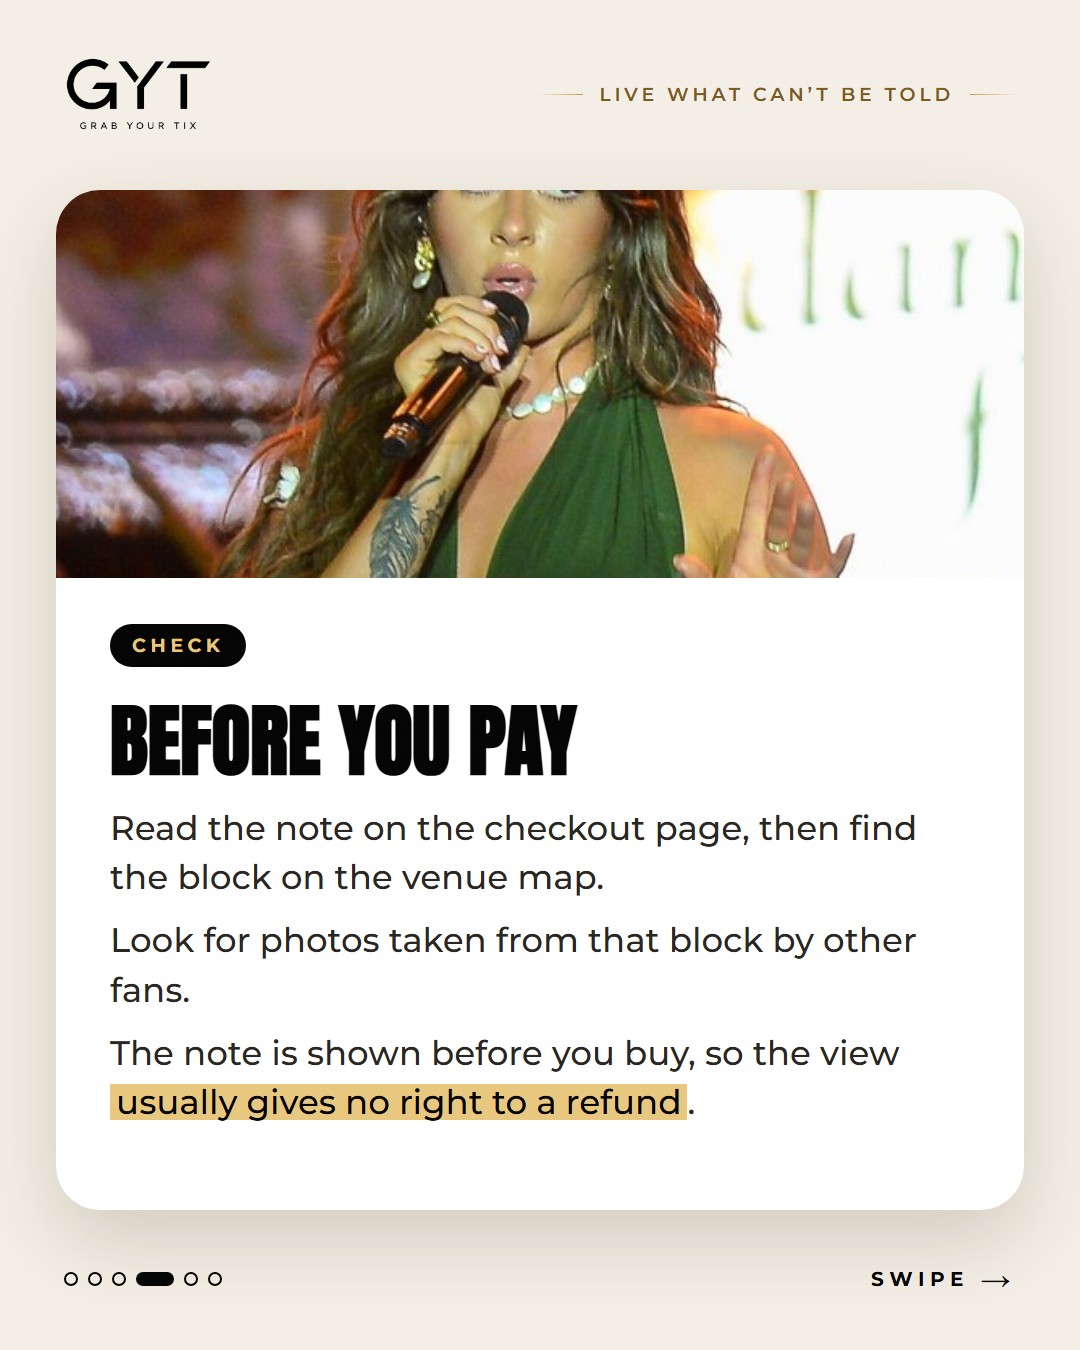 GYT
GRAB YOUR TIX
LIVE WHAT CAN’T BE TOLD
CHECK
BEFORE YOU PAY
Read the note on the checkout page, then find
the block on the venue map.
Look for photos taken from that block by other
fans.
The note is shown before you buy, so the view
usually gives no right to a refund.
SWIPE →